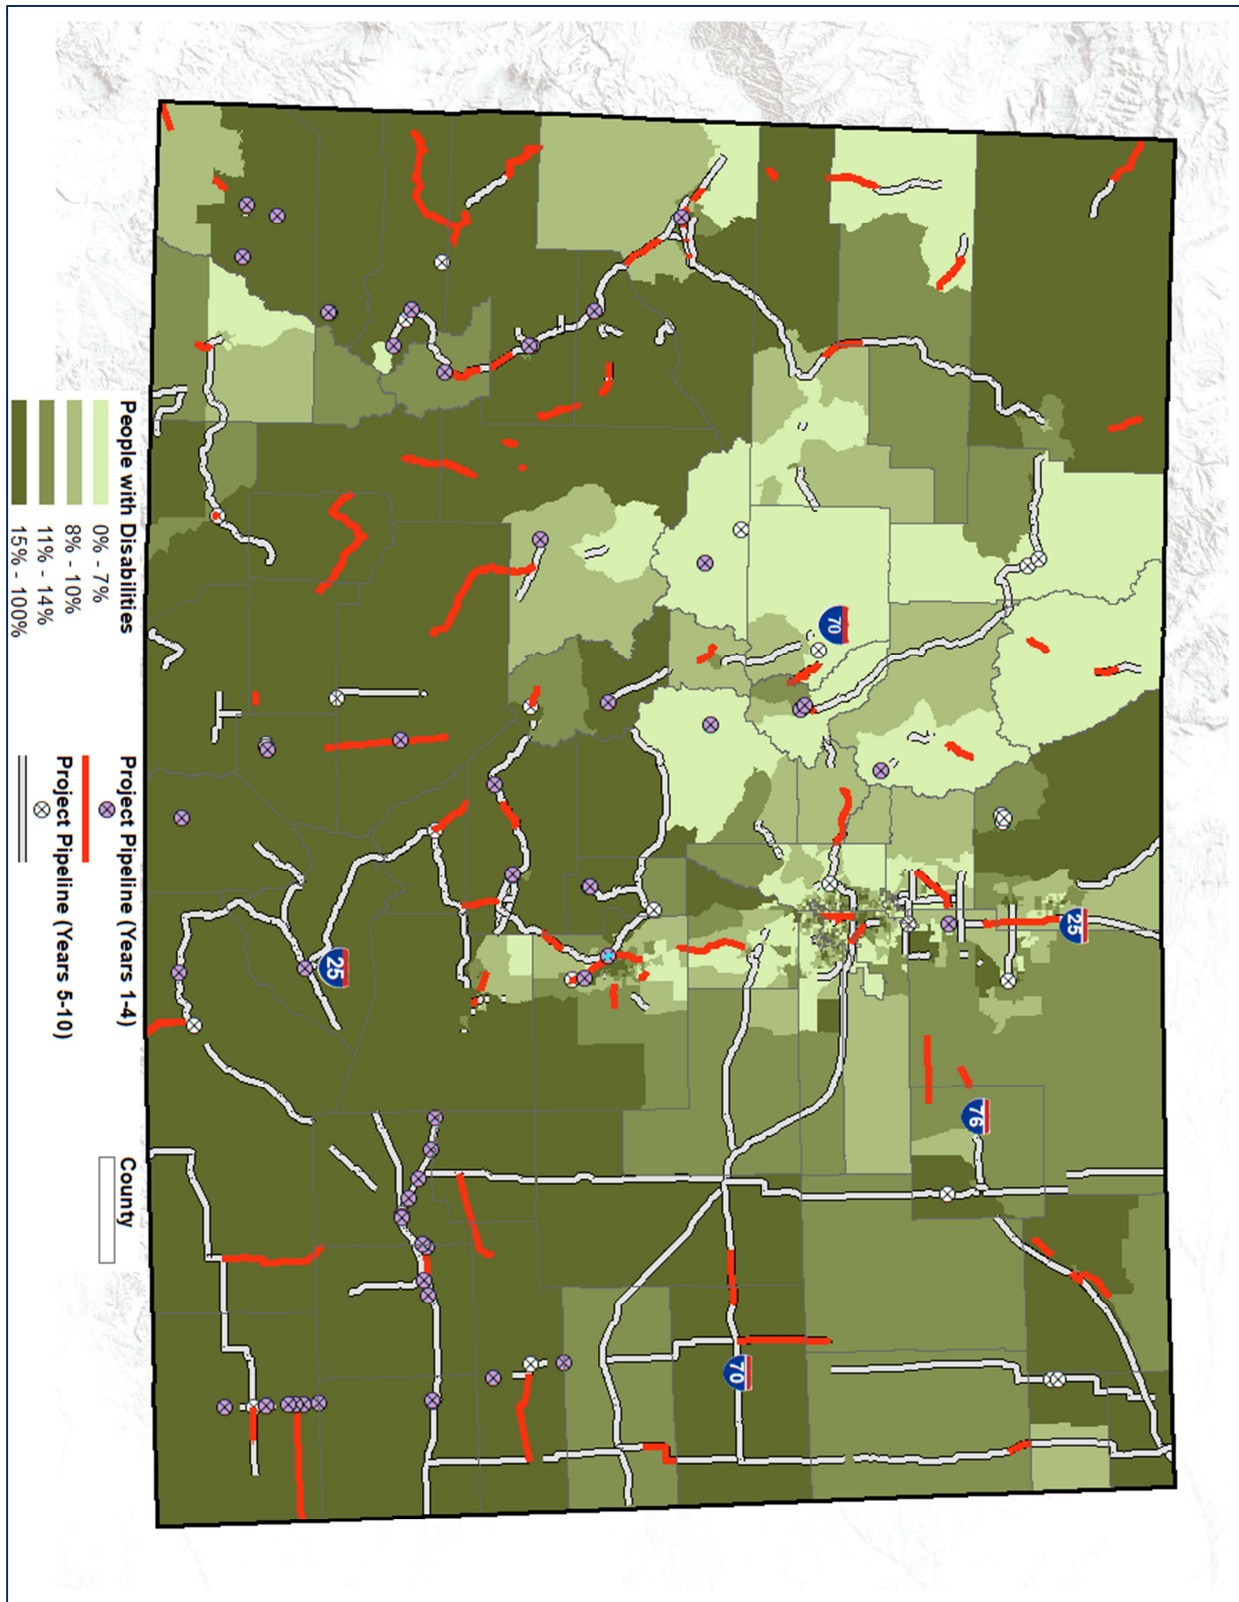 70
25
76
25
70
People with Disabilities
0% - 7%
8% - 10%
11% - 14%
15% - 100%
Project Pipeline (Years 1-4)
Project Pipeline (Years 5-10)
County